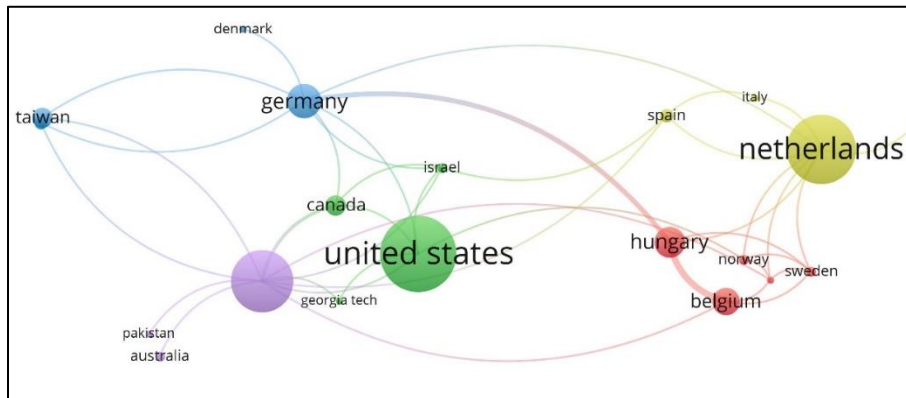 denmark
germany
taiwan
spain
italy
netherlands
israel
canada
united states
hungary
norway
sweden
georgia tech
belgium
pakistan
australia